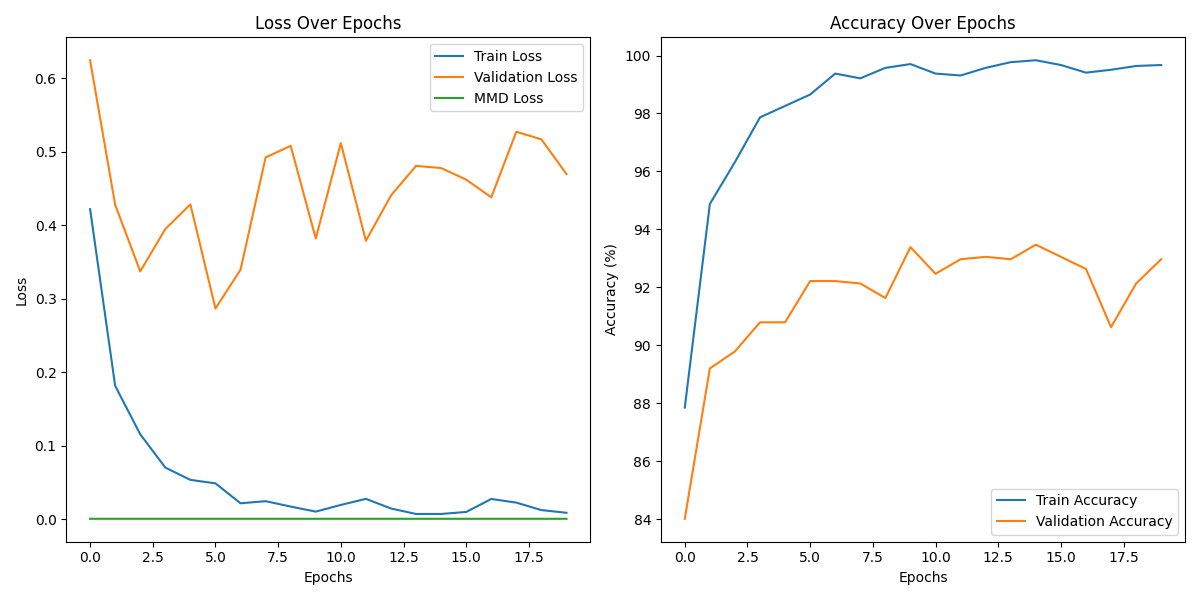 Loss Over Epochs
Train Loss
Validation Loss
MMD Loss
0.6
0.5
0.4
0.3
0.2
0.1
0.0
Loss
0.0 2.5 5.0 7.5 10.0 12.5 15.0 17.5
Epochs
Accuracy Over Epochs
100
98
96
94
92
90
88
86
84
Accuracy (%)
Train Accuracy
Validation Accuracy
0.0 2.5 5.0 7.5 10.0 12.5 15.0 17.5
Epochs